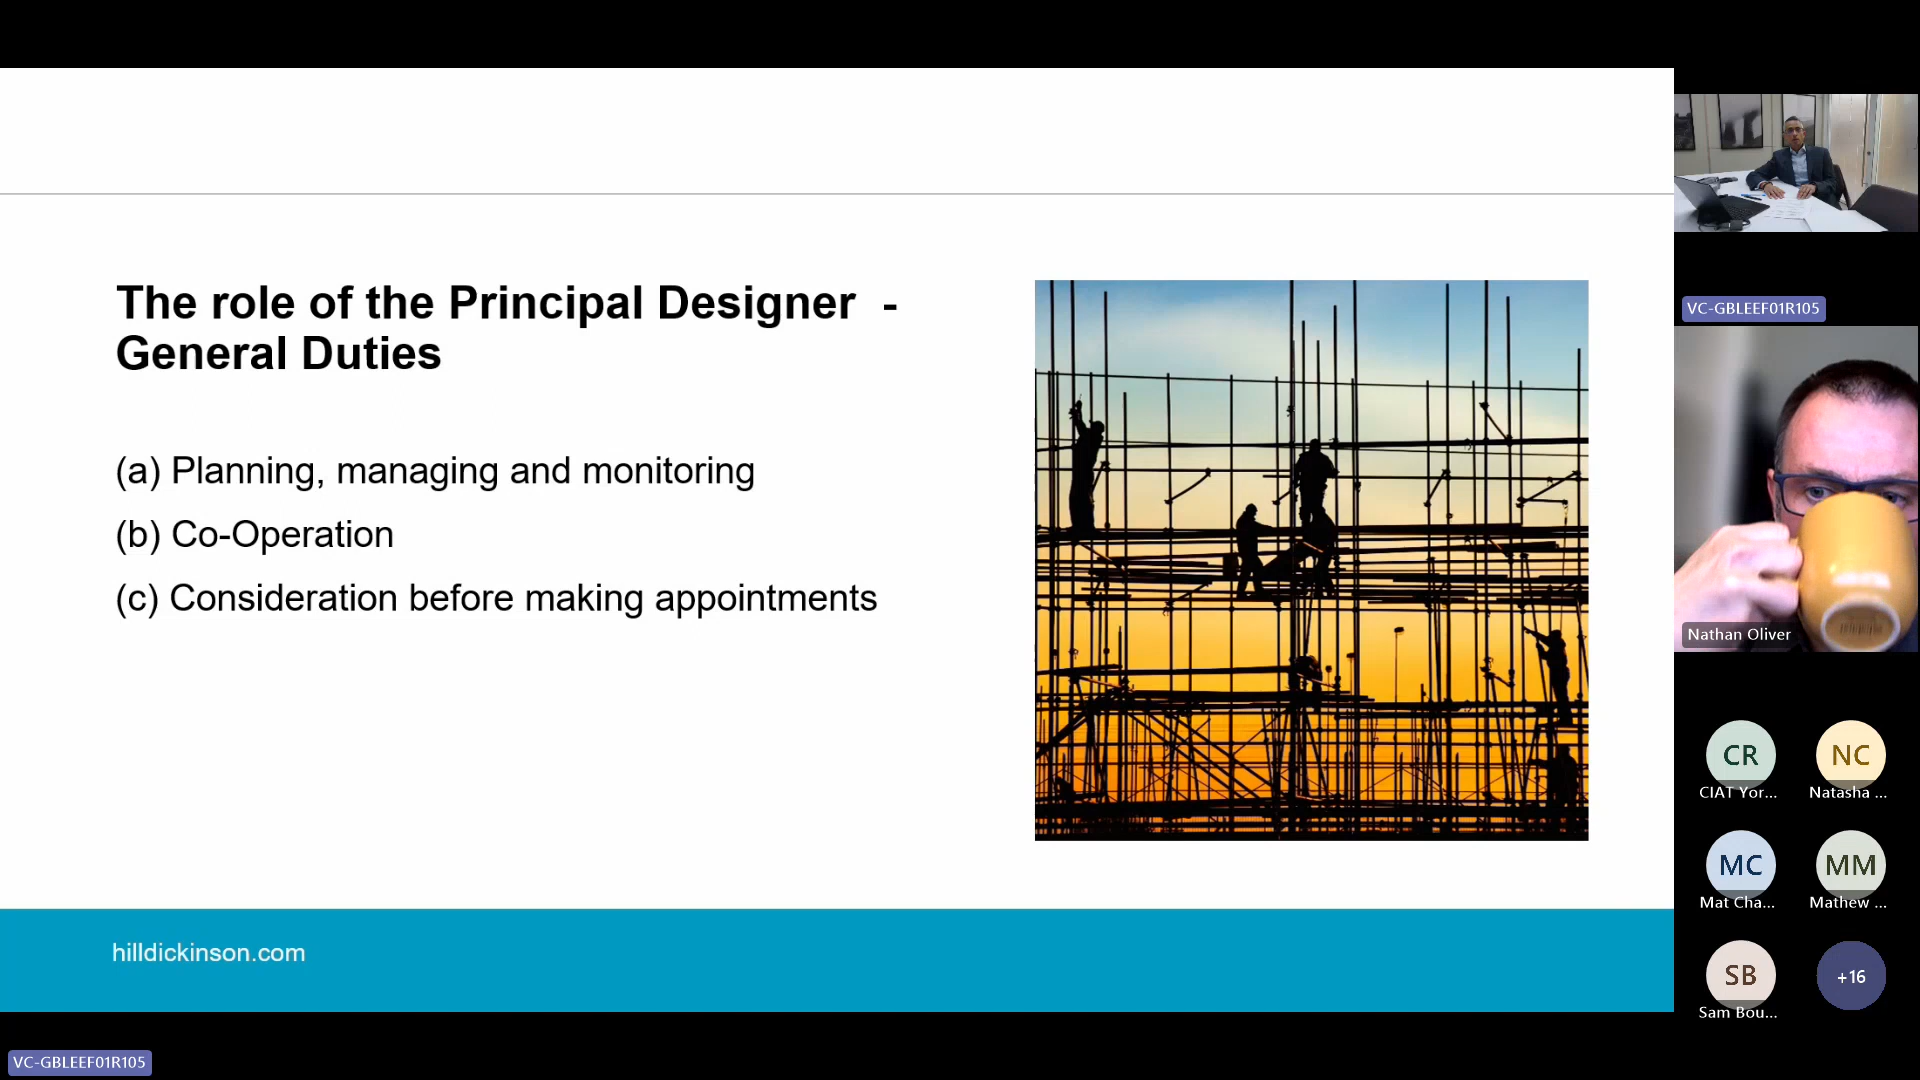 The role of the Principal Designer -
General Duties
(a) Planning, managing and monitoring
(b) Co-Operation
(c) Consideration before making appointments
hilldickinson.com
VC-GBLEEF01R105
VC-GBLEEF01R105
Nathan Oliver
CR
CIAT Yor...
NC
Natasha ...
MC
Mat Cha...
MM
Mathew ...
SB
Sam Bou...
+16